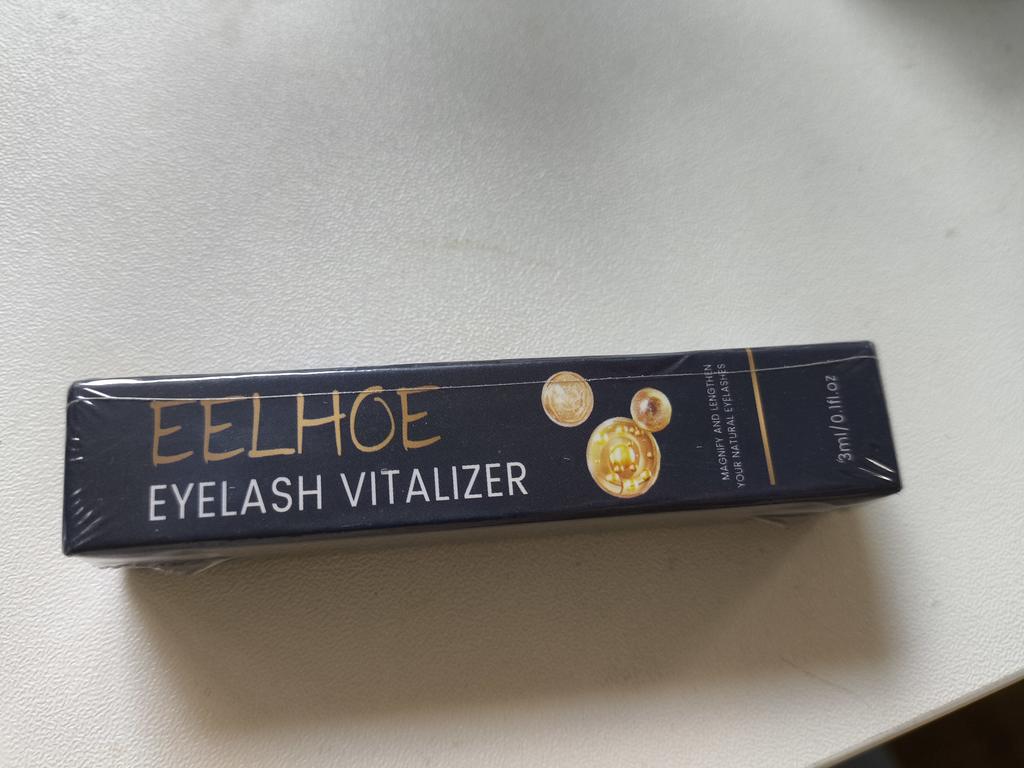 EELHOE
EYELASH VITALIZER
MAGNIFY AND LENGTHEN
YOUR NATURAL EYELASHES
3ml/0.1fl.oz